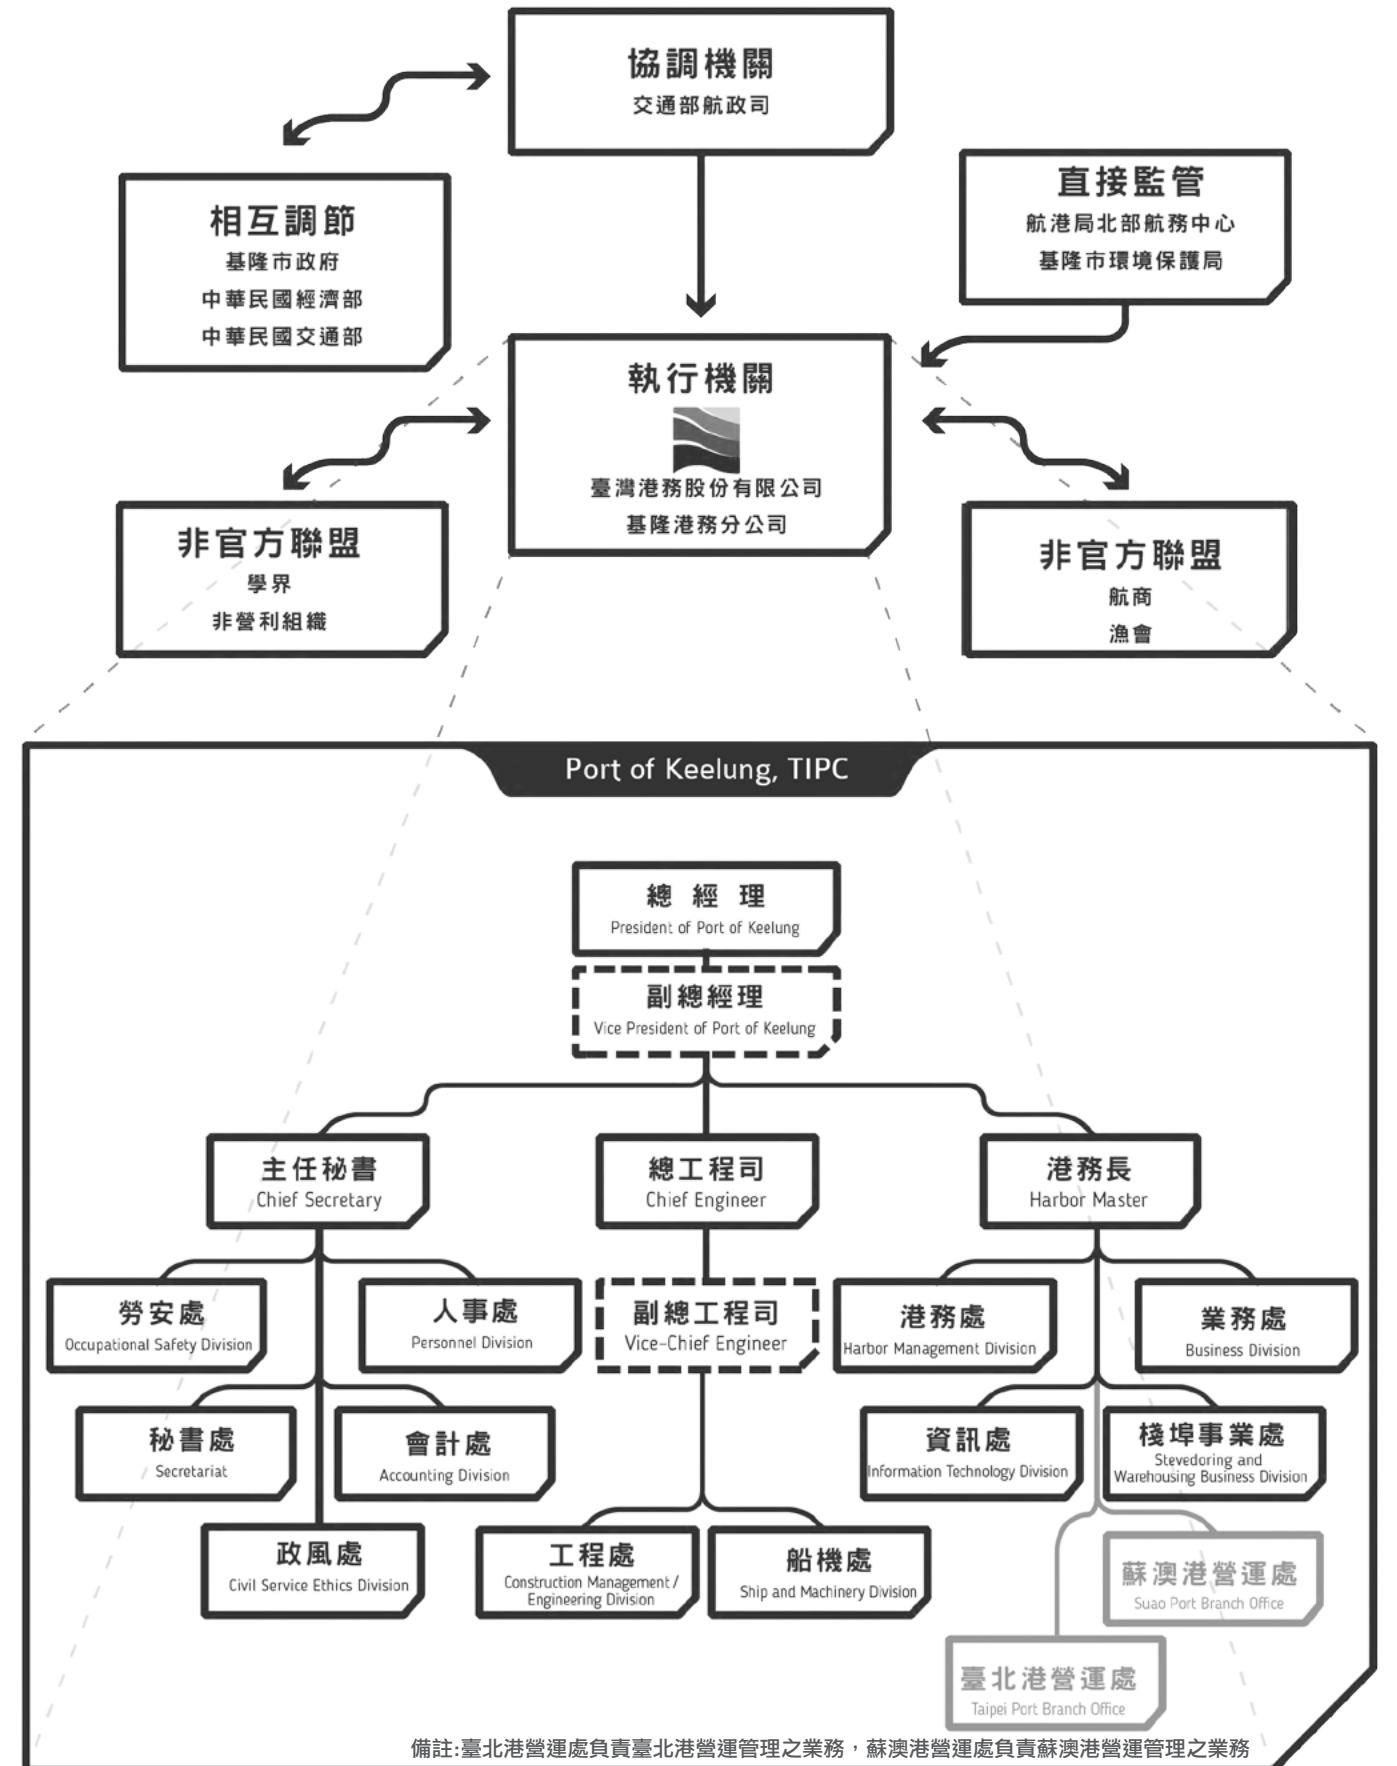 協調機關
交通部航政司
直接監管
航港局北部航務中心
基隆市環境保護局
相互調節
基隆市政府
中華民國經濟部
中華民國交通部
執行機關
臺灣港務股份有限公司
基隆港務分公司
非官方聯盟
學界
非營利組織
非官方聯盟
航商
漁會
Port of Keelung, TIPC
總 經 理
President of Port of Keelung
副總經理
Vice President of Port of Keelung
主任秘書
Chief Secretary
總工程司
Chief Engineer
港務長
Harbor Master
勞安處
Occupational Safety Division
人事處
Personnel Division
副總工程司
Vice-Chief Engineer
港務處
Harbor Management Division
業務處
Business Division
秘書處
Secretariat
會計處
Accounting Division
資訊處
Information Technology Division
棧埠事業處
Stevedoring and
Warehousing Business Division
政風處
Civil Service Ethics Division
工程處
Construction Management /
Engineering Division
船機處
Ship and Machinery Division
蘇澳港營運處
Suao Port Branch Office
臺北港營運處
Taipei Port Branch Office
備註:臺北港營運處負責臺北港營運管理之業務，蘇澳港營運處負責蘇澳港營運管理之業務